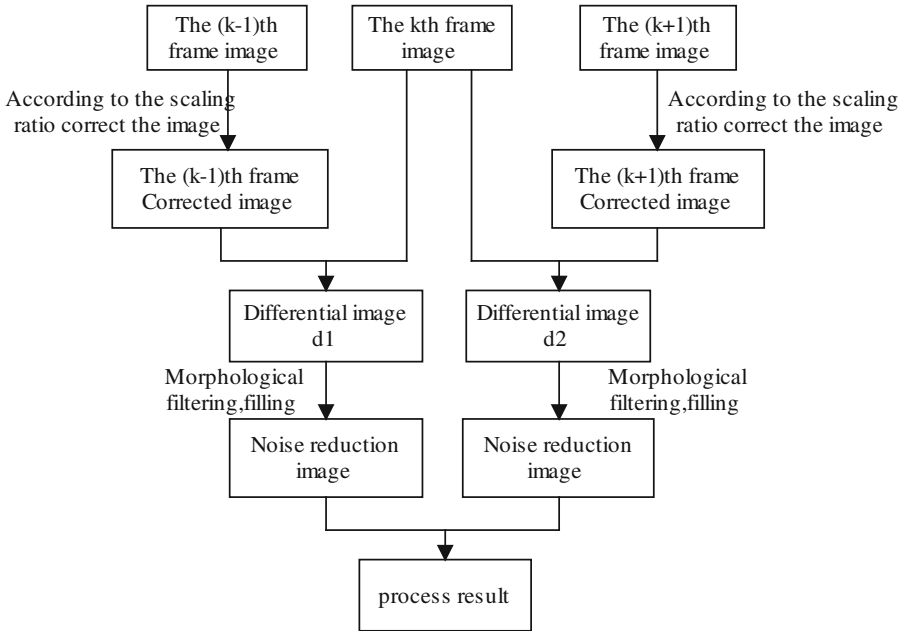 The (k-1)th
frame image
The kth frame
image
The (k+1)th
frame image
According to the scaling
ratio correct the image
According to the scaling
ratio correct the image
The (k-1)th frame
Corrected image
The (k+1)th frame
Corrected image
Differential image
d1
Differential image
d2
Morphological
filtering,filling
Morphological
filtering,filling
Noise reduction
image
Noise reduction
image
process result